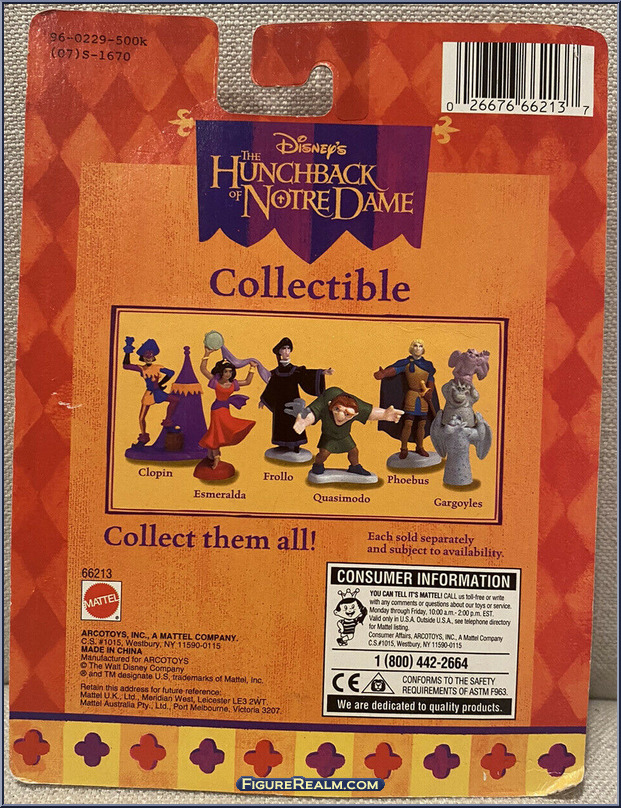 96-0229-500k
(07)S-1670
0 26676 66213 7
DISNEY'S
THE
HUNCHBACK
OF NOTRE DAME
Collectible
Clopin
Esmeralda
Frollo
Quasimodo
Phoebus
Gargoyles
Collect them all!
Each sold separately
and subject to availability.
66213
MATTEL
ARCOTOYS, INC., A MATTEL COMPANY.
C.S. #1015, Westbury, NY 11590-0115
MADE IN CHINA
Manufactured for ARCOTOYS
© The Walt Disney Company
® and TM designate U.S. trademarks of Mattel, Inc.
Retain this address for future reference:
Mattel U.K., Ltd., Meridian West, Leicester LE3 2WT.
Mattel Australia Pty., Ltd., Port Melbourne, Victoria 3207.
CONSUMER INFORMATION
YOU CAN TELL IT'S MATTEL! CALL us toll-free or write
with any comments or questions about our toys or service.
Monday through Friday, 10:00 a.m.- 2:00 p.m. EST.
Valid only in U.S.A. Outside U.S.A., see telephone directory
for Mattel listing.
Consumer Affairs, ARCOTOYS, Inc., A Mattel Company
C.S.#1015, Westbury, NY 11590-0115
1 (800) 442-2664
CE
CONFORMS TO THE SAFETY
REQUIREMENTS OF ASTM F963.
We are dedicated to quality products.
FIGUREREALM.COM